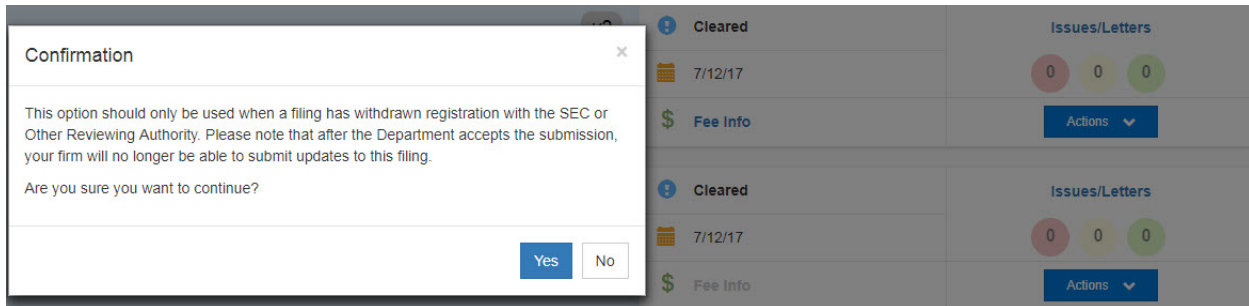 Confirmation ×
This option should only be used when a filing has withdrawn registration with the SEC or
Other Reviewing Authority. Please note that after the Department accepts the submission,
your firm will no longer be able to submit updates to this filing.
Are you sure you want to continue?
Yes No
Cleared Issues/Letters
7/12/17 0 0 0
$ Fee Info Actions
Cleared Issues/Letters
7/12/17 0 0 0
$ Fee Info Actions